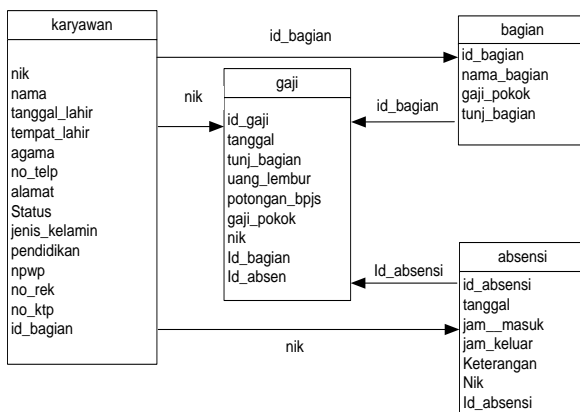 karyawan
nik
nama
tanggal_lahir
tempat_lahir
agama
no_telp
alamat
Status
jenis_kelamin
pendidikan
npwp
no_rek
no_ktp
id_bagian
id_bagian
nik
gaji
id_gaji
tanggal
tunj_bagian
uang_lembur
potongan_bpjs
gaji_pokok
nik
Id_bagian
Id_absen
id_bagian
bagian
id_bagian
nama_bagian
gaji_pokok
tunj_bagian
Id_absensi
nik
absensi
id_absensi
tanggal
jam__masuk
jam_keluar
Keterangan
Nik
Id_absensi